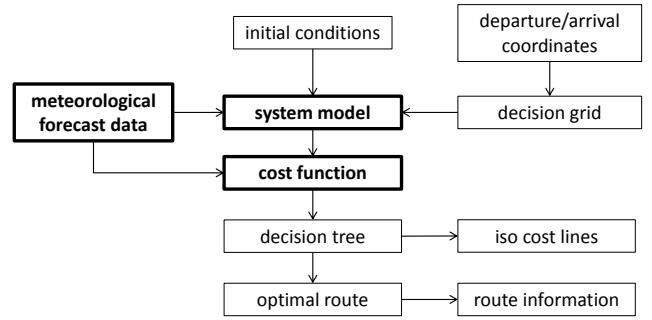 initial conditions
departure/arrival
coordinates
meteorological
forecast data
system model
decision grid
cost function
decision tree
iso cost lines
optimal route
route information